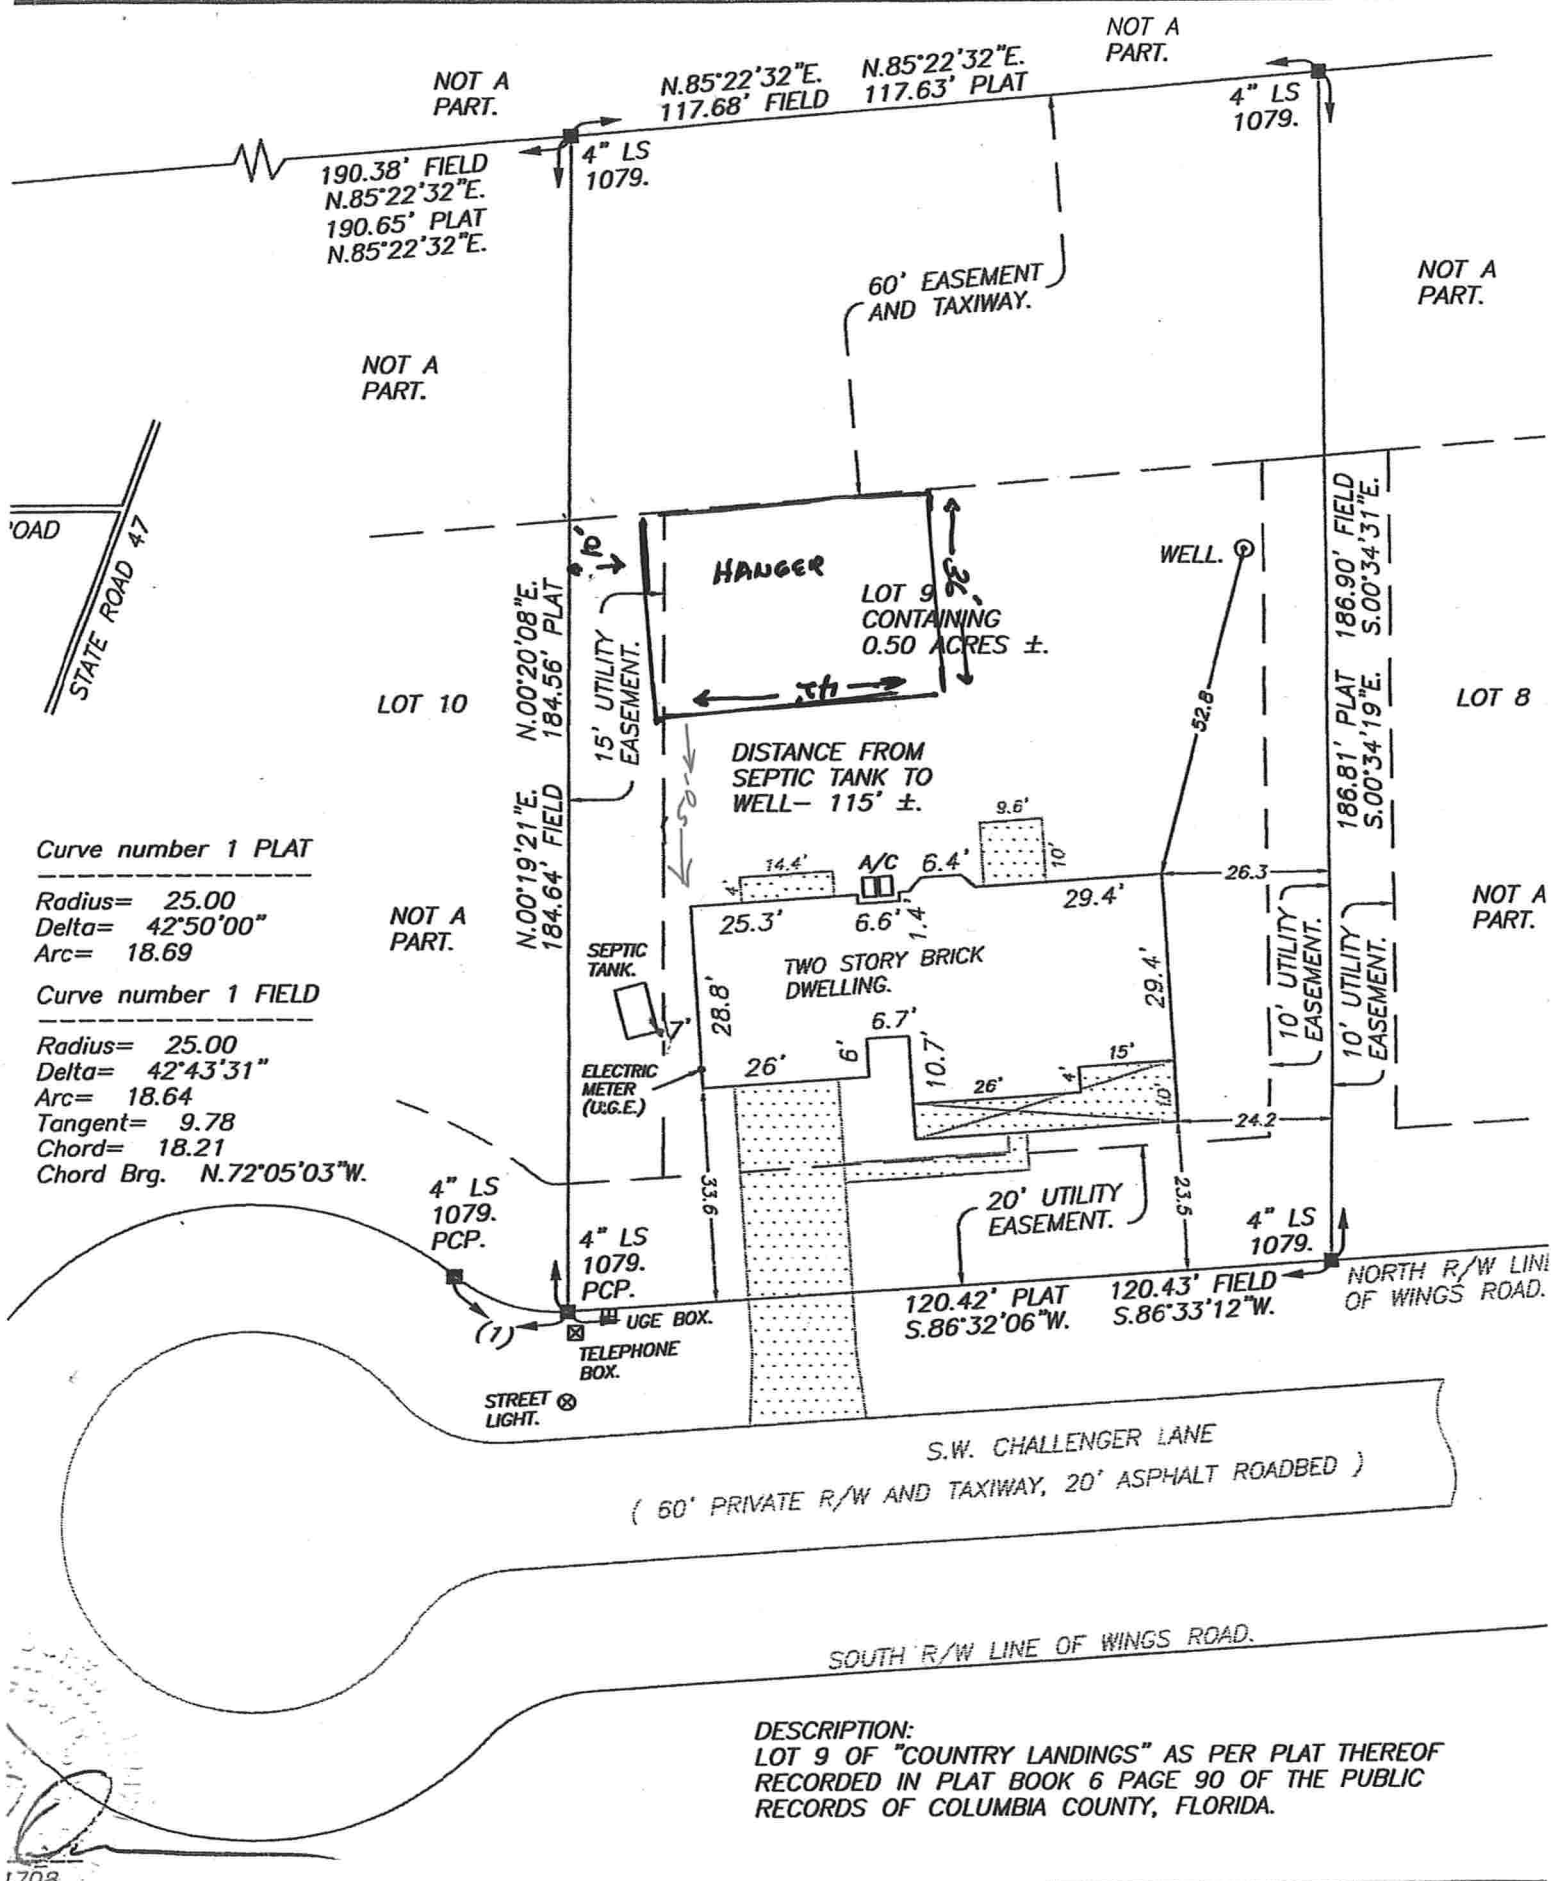 NOT A
PART.
N.85°22'32"E.
117.68' FIELD
N.85°22'32"E.
117.63' PLAT
NOT A
PART.
4" LS
1079.
190.38' FIELD
N.85°22'32"E.
190.65' PLAT
N.85°22'32"E.
4" LS
1079.
60' EASEMENT
AND TAXIWAY.
NOT A
PART.
NOT A
PART.
STATE ROAD 47
HANGER
36'
LOT 9
CONTAINING
0.50 ACRES ±.
WELL.
186.90' FIELD
S.00°34'31"E.
186.81' PLAT
S.00°34'19"E.
N.00°20'08"E.
184.56' PLAT
15' UTILITY
EASEMENT.
LOT 10
LOT 8
52.8
N.00°19'21"E.
184.64' FIELD
DISTANCE FROM
SEPTIC TANK TO
WELL— 115' ±.
Curve number 1 PLAT
Radius= 25.00
Delta= 42°50'00"
Arc= 18.69
Curve number 1 FIELD
Radius= 25.00
Delta= 42°43'31"
Arc= 18.64
Tangent= 9.78
Chord= 18.21
Chord Brg. N.72°05'03"W.
NOT A
PART.
9.6'
10'
14.4'
4'
A/C
6.4'
26.3
25.3'
6.6'
1.4'
29.4'
NOT A
PART.
SEPTIC
TANK.
7'
28.8'
TWO STORY BRICK
DWELLING.
29.4'
10' UTILITY
EASEMENT.
10' UTILITY
EASEMENT.
6.7'
6'
10.7'
ELECTRIC
METER
(U.G.E.)
26'
15'
4'
26'
10'
24.2
33.6
23.5
20' UTILITY
EASEMENT.
4" LS
1079.
PCP.
4" LS
1079.
PCP.
4" LS
1079.
(1)
UGE BOX.
TELEPHONE
BOX.
STREET
LIGHT.
120.42' PLAT
S.86°32'06"W.
120.43' FIELD
S.86°33'12"W.
NORTH R/W LINE
OF WINGS ROAD.
S.W. CHALLENGER LANE
( 60' PRIVATE R/W AND TAXIWAY, 20' ASPHALT ROADBED )
SOUTH R/W LINE OF WINGS ROAD.
DESCRIPTION:
LOT 9 OF "COUNTRY LANDINGS" AS PER PLAT THEREOF
RECORDED IN PLAT BOOK 6 PAGE 90 OF THE PUBLIC
RECORDS OF COLUMBIA COUNTY, FLORIDA.